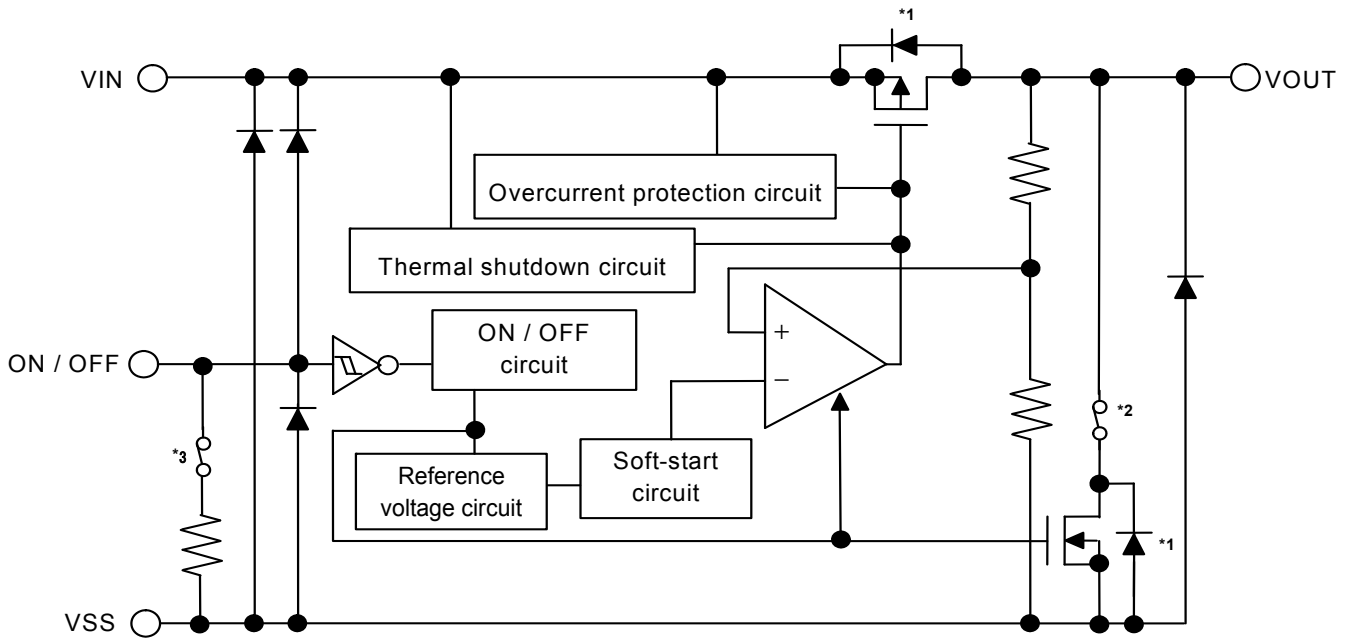 *1
VIN
VOUT
Overcurrent protection circuit
Thermal shutdown circuit
ON / OFF
ON / OFF
circuit
+
−
*2
*3
Reference
voltage circuit
Soft-start
circuit
*1
VSS